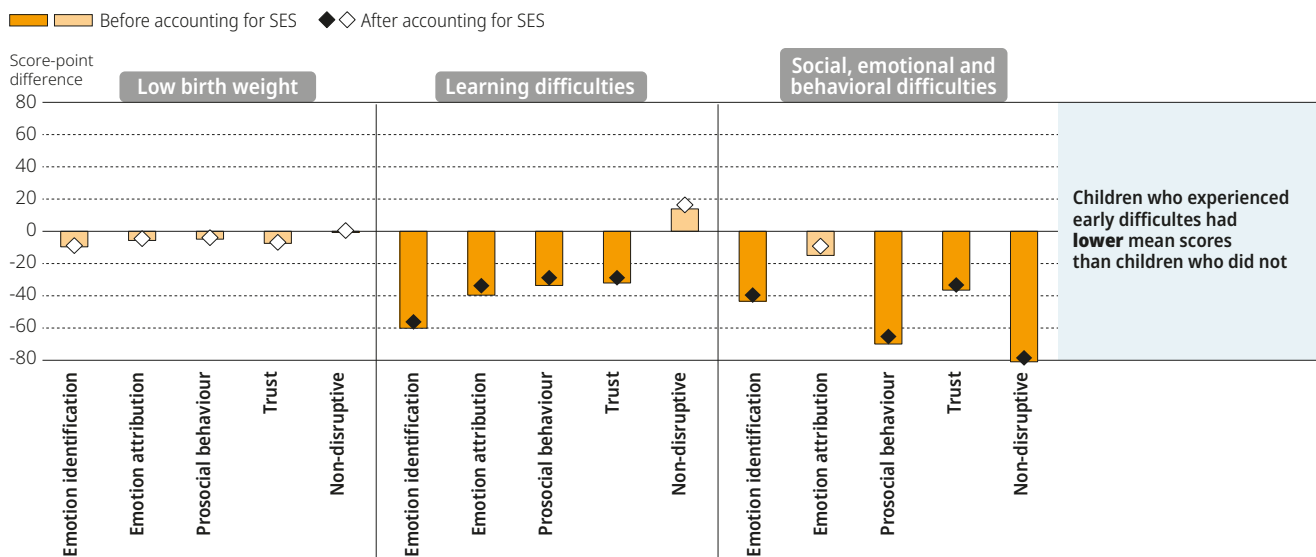 Before accounting for SES
After accounting for SES
Score-point
difference
Low birth weight
Learning difficulties
Social, emotional and
behavioral difficulties
80
60
40
20
0
-20
-40
-60
-80
Children who experienced
early difficultes had
lower mean scores
than children who did not
Emotion identification
Emotion attribution
Prosocial behaviour
Trust
Non-disruptive
Emotion identification
Emotion attribution
Prosocial behaviour
Trust
Non-disruptive
Emotion identification
Emotion attribution
Prosocial behaviour
Trust
Non-disruptive